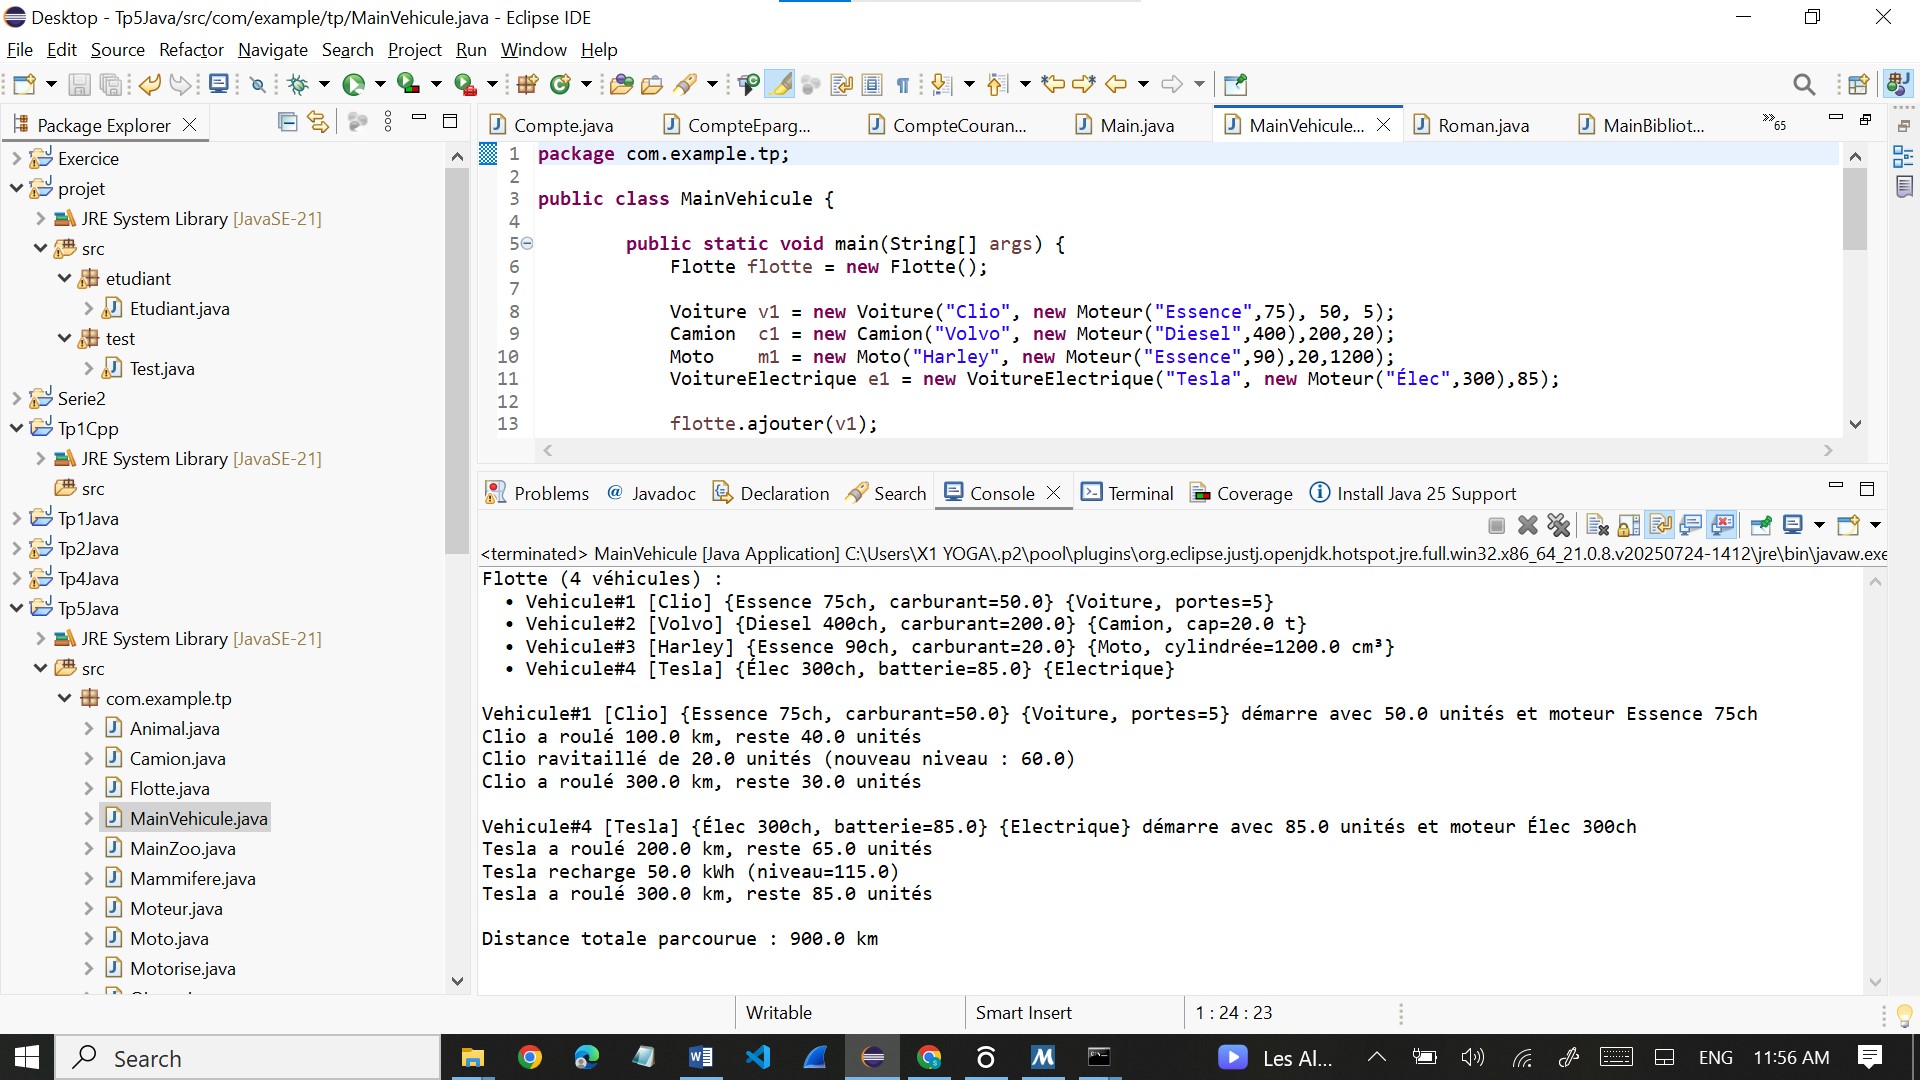 Desktop - Tp5Java/src/com/example/tp/MainVehicule.java - Eclipse IDE
File Edit Source Refactor Navigate Search Project Run Window Help
Package Explorer
Exercice
projet
JRE System Library [JavaSE-21]
src
etudiant
Etudiant.java
test
Test.java
Serie2
Tp1Cpp
JRE System Library [JavaSE-21]
src
Tp1Java
Tp2Java
Tp4Java
Tp5Java
JRE System Library [JavaSE-21]
src
com.example.tp
Animal.java
Camion.java
Flotte.java
MainVehicule.java
MainZoo.java
Mammifere.java
Moteur.java
Moto.java
Motorise.java
Compte.java CompteEparg... CompteCouran... Main.java MainVehicule... Roman.java MainBibliot... »65
1 package com.example.tp;
2
3 public class MainVehicule {
4
5 public static void main(String[] args) {
6 Flotte flotte = new Flotte();
7
8 Voiture v1 = new Voiture("Clio", new Moteur("Essence",75), 50, 5);
9 Camion c1 = new Camion("Volvo", new Moteur("Diesel",400),200,20);
10 Moto m1 = new Moto("Harley", new Moteur("Essence",90),20,1200);
11 VoitureElectrique e1 = new VoitureElectrique("Tesla", new Moteur("Élec",300),85);
12
13 flotte.ajouter(v1);
Problems @ Javadoc Declaration Search Console Terminal Coverage Install Java 25 Support
<terminated> MainVehicule [Java Application] C:\Users\X1 YOGA\.p2\pool\plugins\org.eclipse.justj.openjdk.hotspot.jre.full.win32.x86_64_21.0.8.v20250724-1412\jre\bin\javaw.exe
Flotte (4 véhicules) :
• Vehicule#1 [Clio] {Essence 75ch, carburant=50.0} {Voiture, portes=5}
• Vehicule#2 [Volvo] {Diesel 400ch, carburant=200.0} {Camion, cap=20.0 t}
• Vehicule#3 [Harley] {Essence 90ch, carburant=20.0} {Moto, cylindrée=1200.0 cm³}
• Vehicule#4 [Tesla] {Élec 300ch, batterie=85.0} {Electrique}
Vehicule#1 [Clio] {Essence 75ch, carburant=50.0} {Voiture, portes=5} démarre avec 50.0 unités et moteur Essence 75ch
Clio a roulé 100.0 km, reste 40.0 unités
Clio ravitaillé de 20.0 unités (nouveau niveau : 60.0)
Clio a roulé 300.0 km, reste 30.0 unités
Vehicule#4 [Tesla] {Élec 300ch, batterie=85.0} {Electrique} démarre avec 85.0 unités et moteur Élec 300ch
Tesla a roulé 200.0 km, reste 65.0 unités
Tesla recharge 50.0 kWh (niveau=115.0)
Tesla a roulé 300.0 km, reste 85.0 unités
Distance totale parcourue : 900.0 km
Writable Smart Insert 1 : 24 : 23
Search Les Al... ENG 11:56 AM